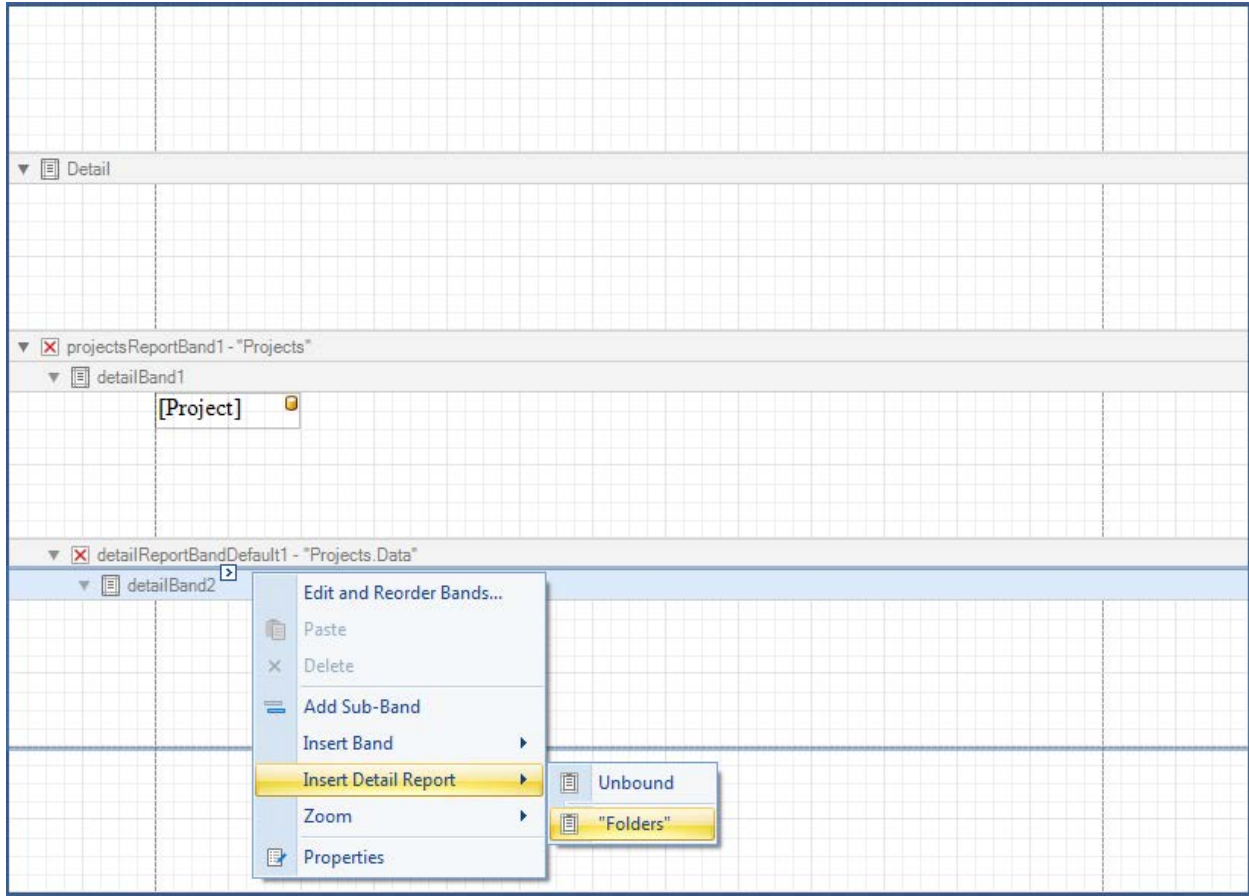 Detail
projectsReportBand1 - "Projects"
detailBand1
[Project]
detailReportBandDefault1 - "Projects.Data"
detailBand2
Edit and Reorder Bands...
Paste
Delete
Add Sub-Band
Insert Band
Insert Detail Report
Unbound
Zoom
"Folders"
Properties